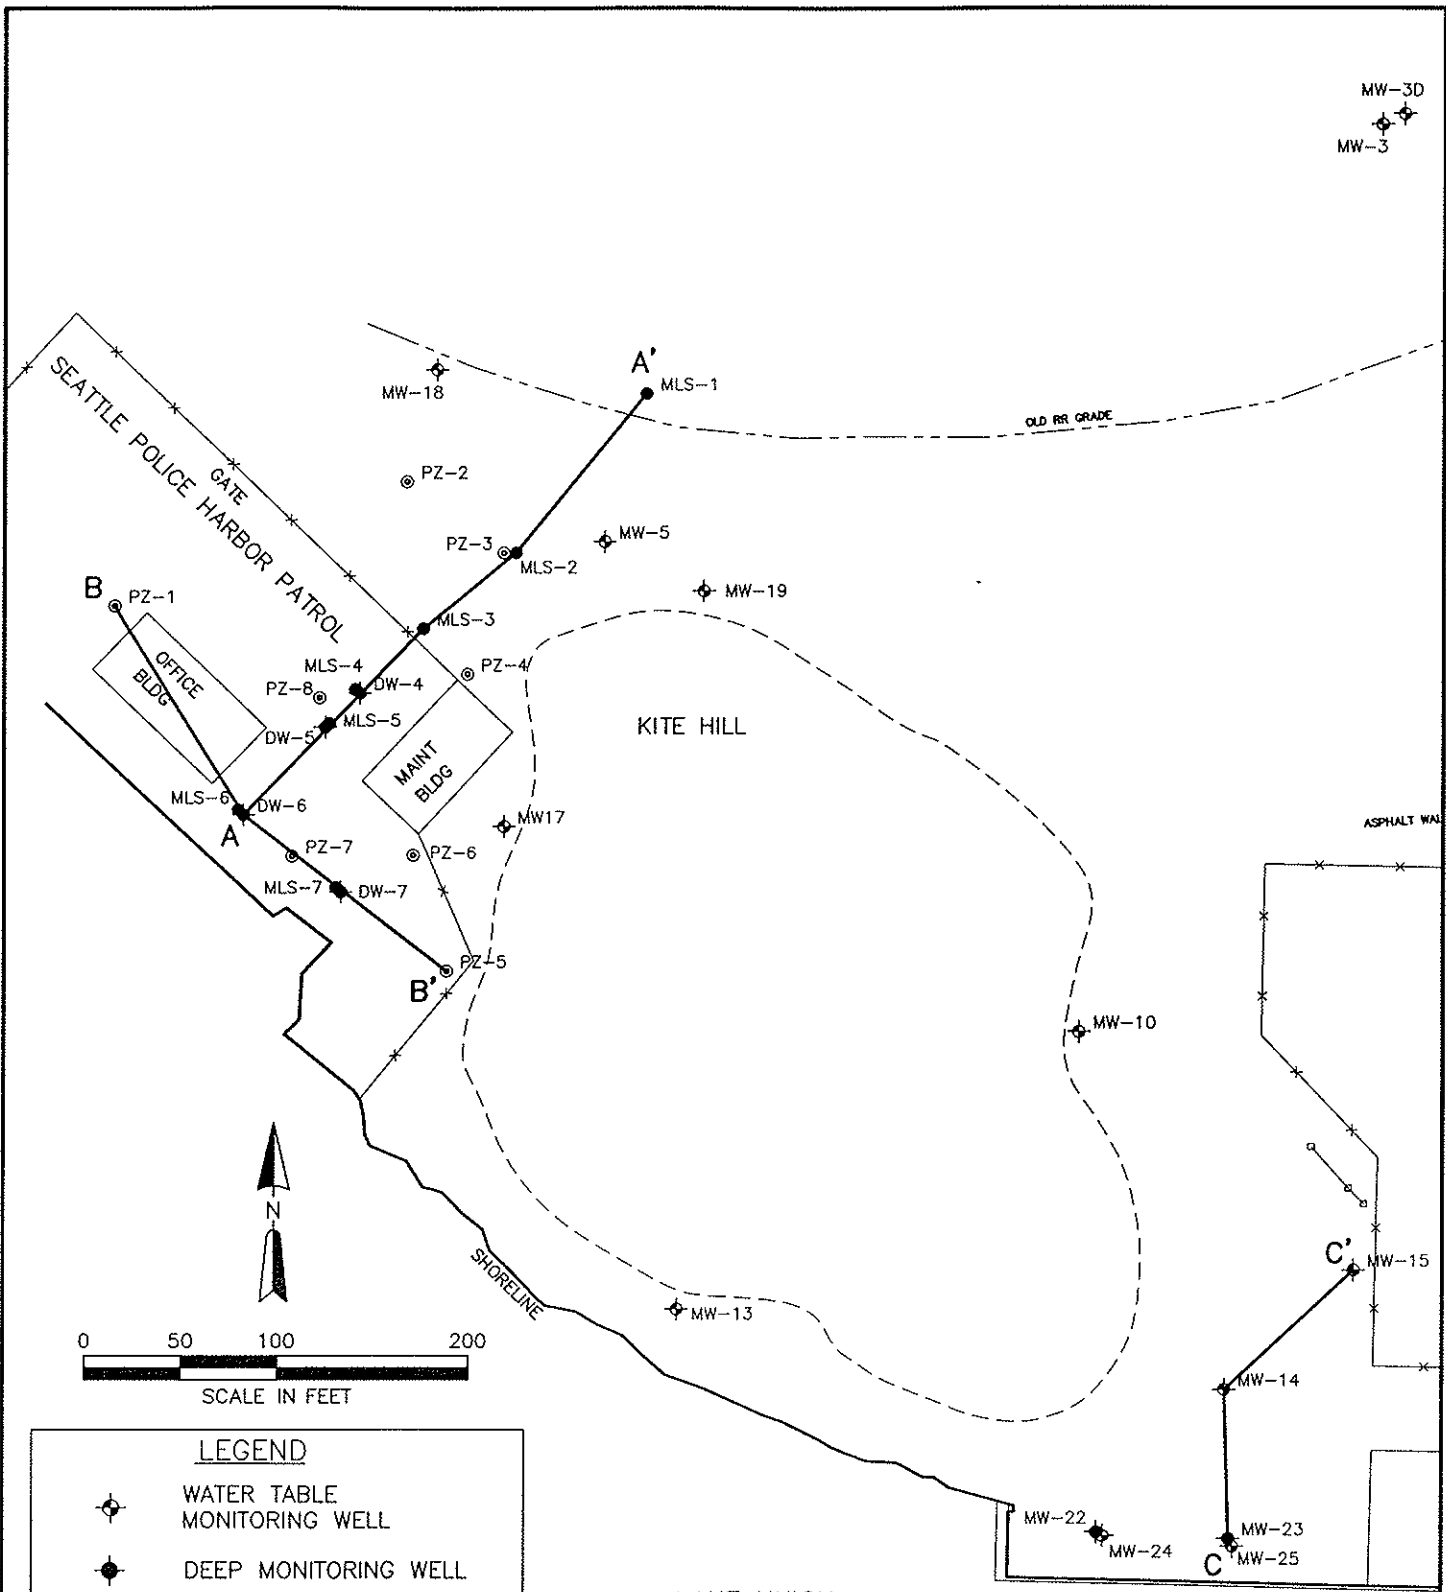 MW-3D
MW-3
A'
MLS-1
MW-18
OLD RR GRADE
SEATTLE POLICE HARBOR PATROL
GATE
PZ-2
PZ-3
MLS-2
MW-5
B
PZ-1
MW-19
MLS-3
OFFICE
BLDG
MLS-4
DW-4
PZ-4
PZ-8
MLS-5
DW-5
KITE HILL
MAINT
BLDG
MLS-6
DW-6
A
MW17
ASPHALT
PZ-7
PZ-6
MLS-7
DW-7
PZ-5
B'
MW-10
N
SHORELINE
C'
MW-15
MW-13
0 50 100 200
SCALE IN FEET
MW-14
LEGEND
WATER TABLE
MONITORING WELL
DEEP MONITORING WELL
MW-22
MW-24
MW-23
C
MW-25